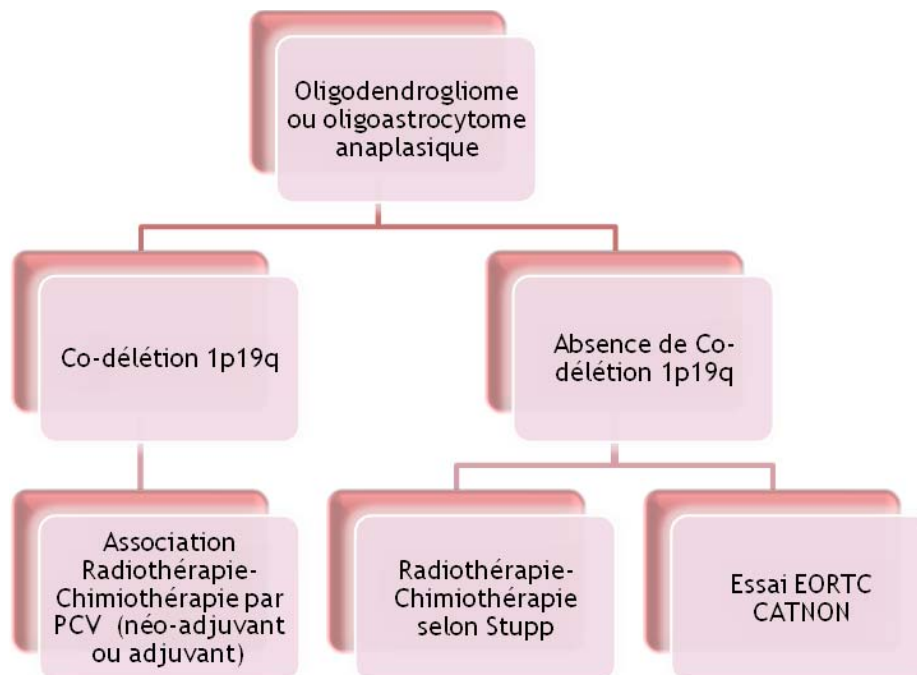 Oligodendrogliome
ou oligoastrocytome
anaplasique
Co-délétion 1p19q
Absence de Co-
délétion 1p19q
Association
Radiothérapie-
Chimiothérapie par
PCV (néo-adjuvant
ou adjuvant)
Radiothérapie-
Chimiothérapie
selon Stupp
Essai EORTC
CATNON